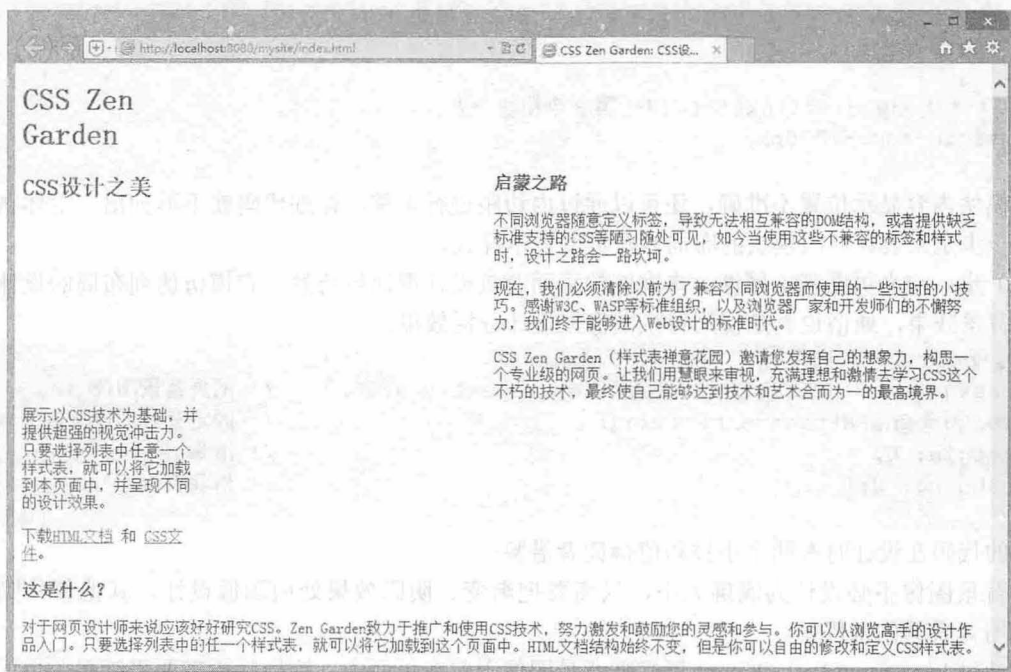 http://localhost:8080/mysite/index.html
CSS Zen Garden: CSS设...
CSS Zen
Garden
CSS设计之美
启蒙之路
不同浏览器随意定义标签，导致无法相互兼容的DOM结构，或者提供缺乏
标准支持的CSS等陋习随处可见，如今当使用这些不兼容的标签和样式
时，设计之路会一路坎坷。
现在，我们必须清除以前为了兼容不同浏览器而使用的一些过时的小技
巧。感谢W3C、WASP等标准组织，以及浏览器厂家和开发师们的不懈努
力，我们终于能够进入Web设计的标准时代。
CSS Zen Garden（样式表禅意花园）邀请您发挥自己的想象力，构思一
个专业级的网页。让我们用慧眼来审视，充满理想和激情去学习CSS这个
不朽的技术，最终使自己能够达到技术和艺术合而为一的最高境界。
展示以CSS技术为基础，并
提供超强的视觉冲击力。
只要选择列表中任意一个
样式表，就可以将它加载
到本页面中，并呈现不同
的设计效果。
下载HTML文档 和 CSS文
件。
这是什么?
对于网页设计师来说应该好好研究CSS。Zen Garden致力于推广和使用CSS技术，努力激发和鼓励您的灵感和参与。你可以从浏览高手的设计作
品入门。只要选择列表中的任意一个样式表，就可以将它加载到这个页面中。HTML文档结构始终不变，但是你可以自由的修改和定义CSS样式表。